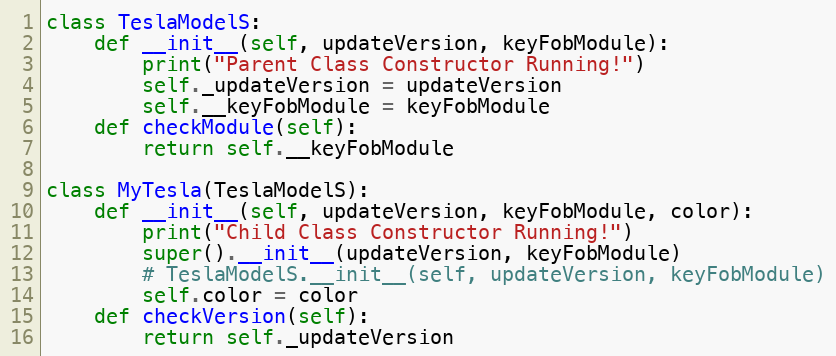 1 class TeslaModelS:
2     def __init__(self, updateVersion, keyFobModule):
3         print("Parent Class Constructor Running!")
4         self._updateVersion = updateVersion
5         self.__keyFobModule = keyFobModule
6     def checkModule(self):
7         return self.__keyFobModule
8
9 class MyTesla(TeslaModelS):
10     def __init__(self, updateVersion, keyFobModule, color):
11         print("Child Class Constructor Running!")
12         super().__init__(updateVersion, keyFobModule)
13         # TeslaModelS.__init__(self, updateVersion, keyFobModule)
14         self.color = color
15     def checkVersion(self):
16         return self._updateVersion